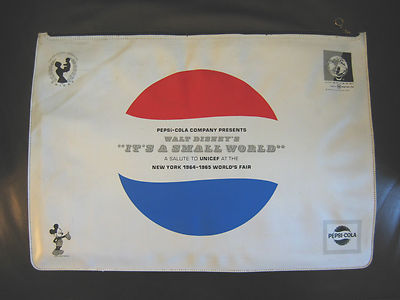 PEPSI-COLA COMPANY PRESENTS
WALT DISNEY'S
"IT'S A SMALL WORLD"
A SALUTE TO UNICEF AT THE
NEW YORK 1964-1965 WORLD'S FAIR
PEPSI-COLA